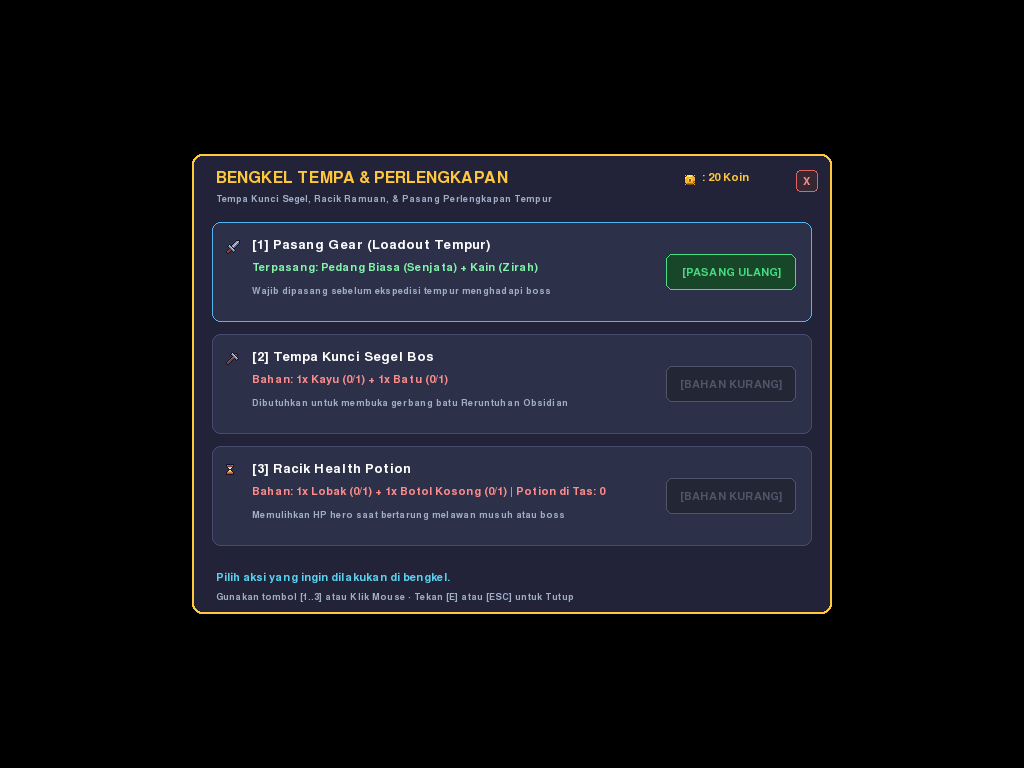 BENGKEL TEMPA & PERLENGKAPAN
: 20 Koin
X
Tempa Kunci Segel, Racik Ramuan, & Pasang Perlengkapan Tempur
[1] Pasang Gear (Loadout Tempur)
Terpasang: Pedang Biasa (Senjata) + Kain (Zirah)
[PASANG ULANG]
Wajib dipasang sebelum ekspedisi tempur menghadapi boss
[2] Tempa Kunci Segel Bos
Bahan: 1x Kayu (0/1) + 1x Batu (0/1)
[BAHAN KURANG]
Dibutuhkan untuk membuka gerbang batu Reruntuhan Obsidian
[3] Racik Health Potion
Bahan: 1x Lobak (0/1) + 1x Botol Kosong (0/1) | Potion di Tas: 0
[BAHAN KURANG]
Memulihkan HP hero saat bertarung melawan musuh atau boss
Pilih aksi yang ingin dilakukan di bengkel.
Gunakan tombol [1..3] atau Klik Mouse · Tekan [E] atau [ESC] untuk Tutup